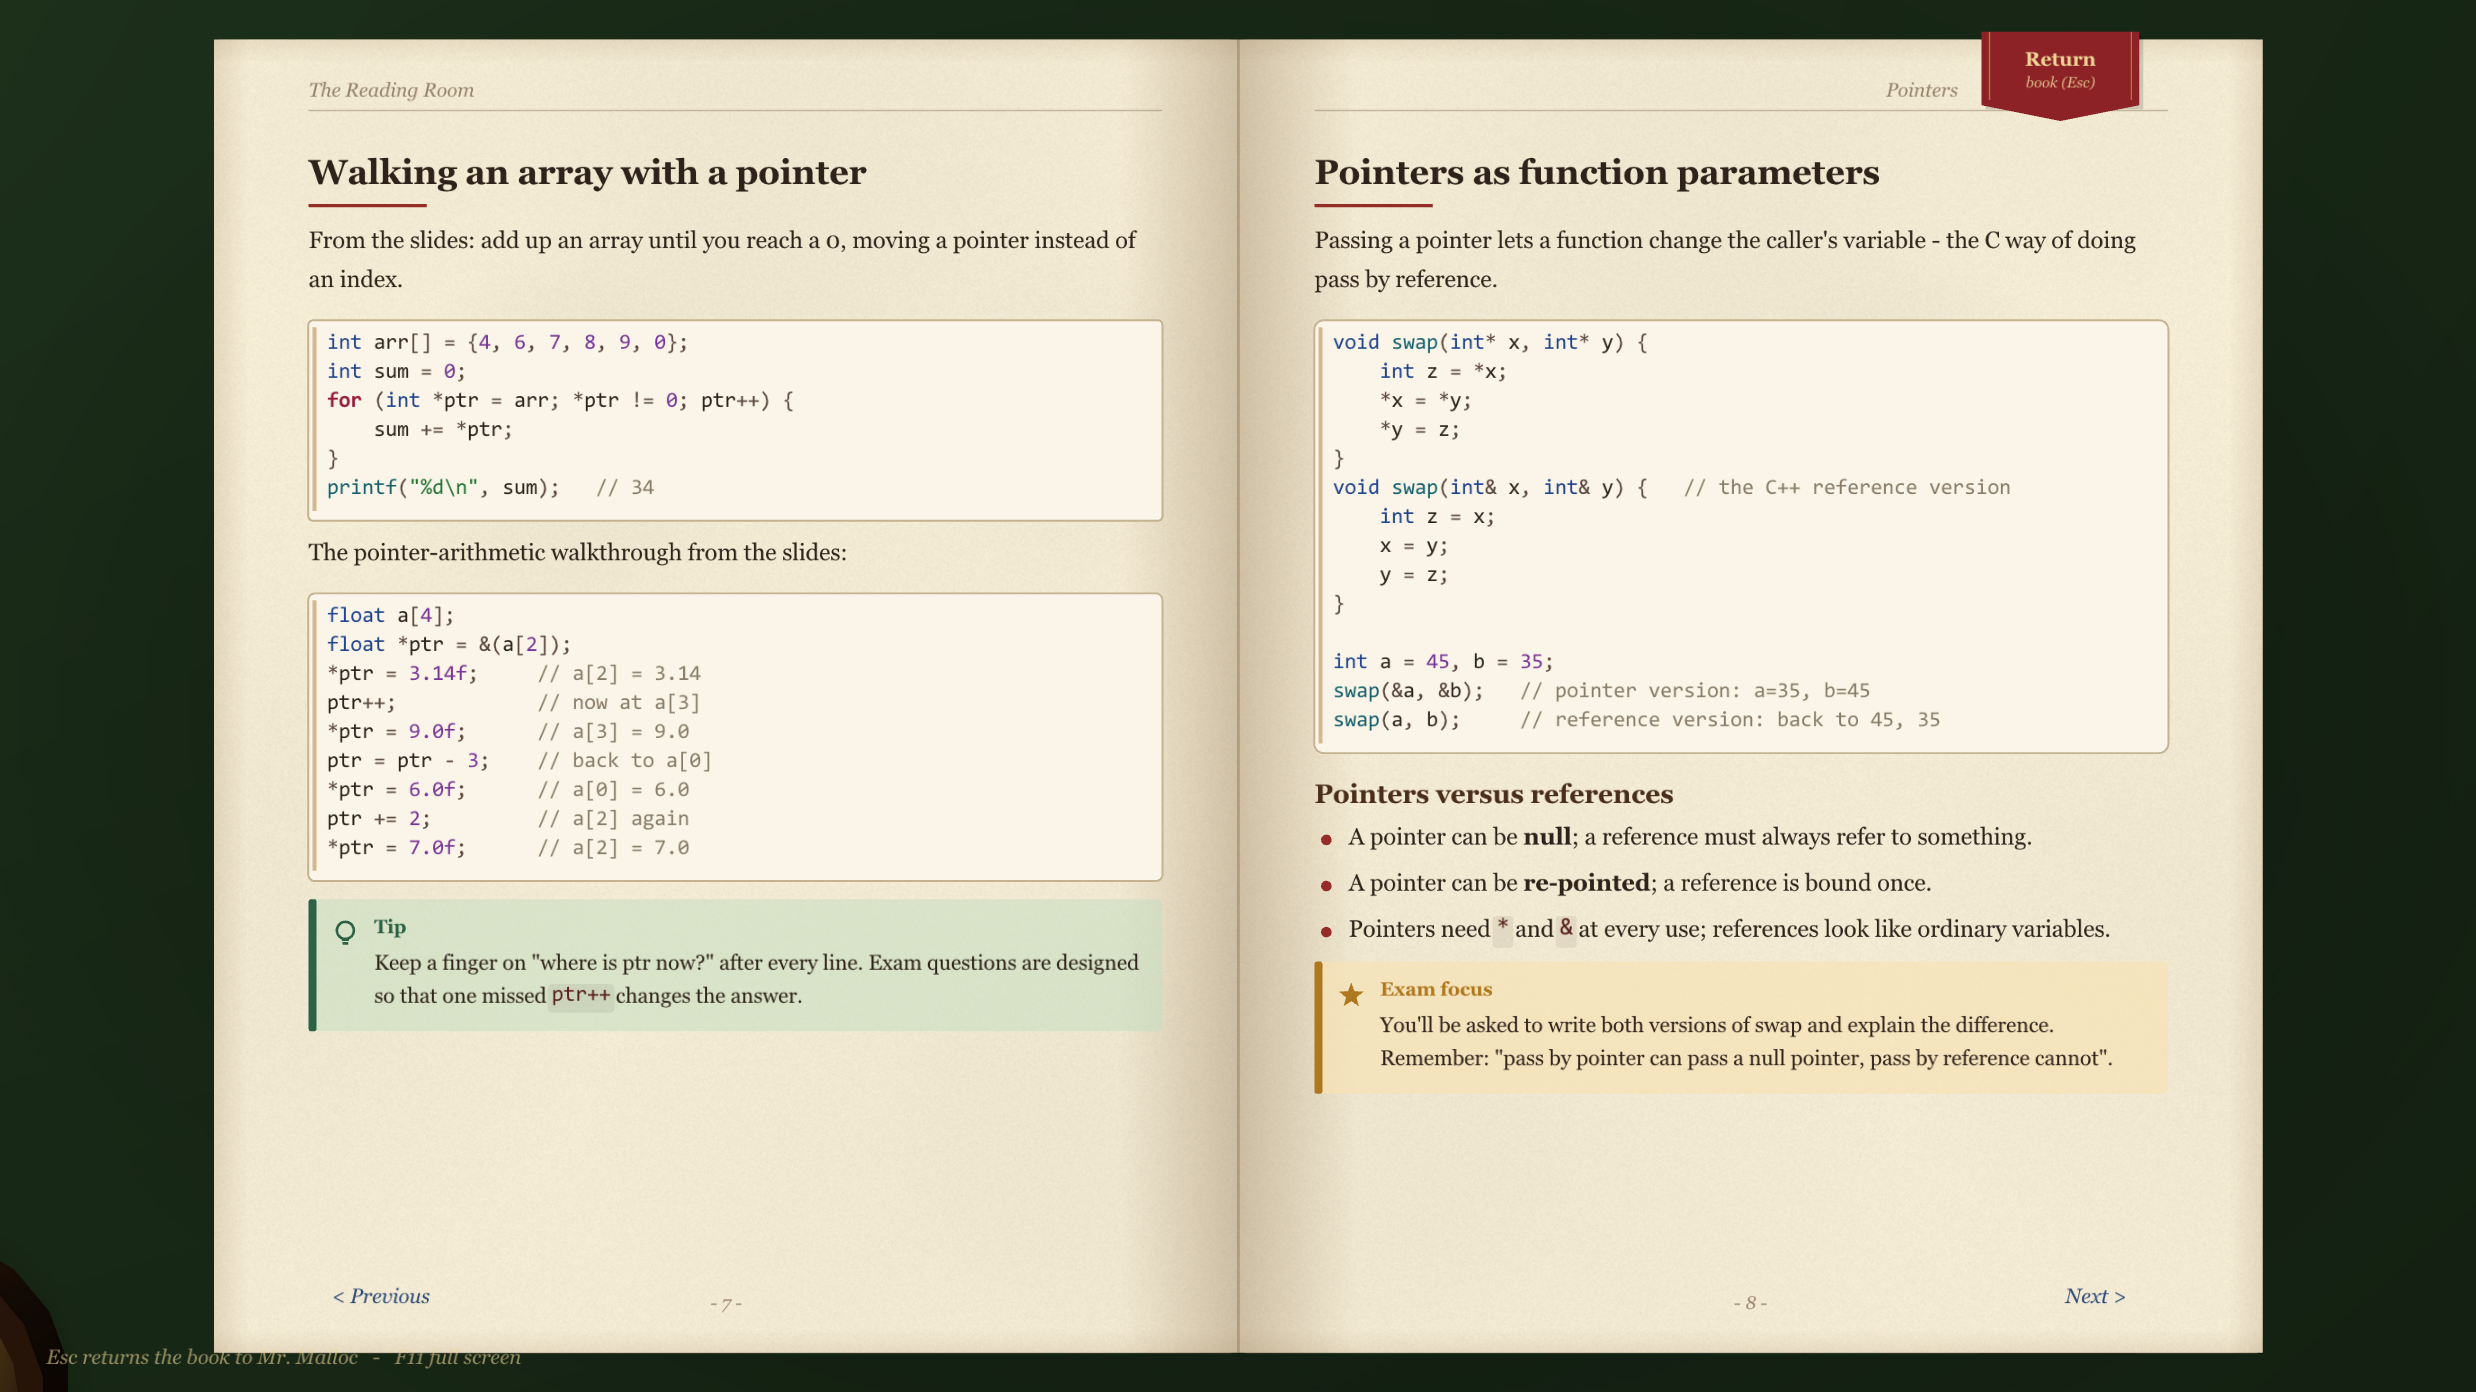 The Reading Room
Walking an array with a pointer
From the slides: add up an array until you reach a 0, moving a pointer instead of
an index.
int arr[] = {4, 6, 7, 8, 9, 0};
int sum = 0;
for (int *ptr = arr; *ptr != 0; ptr++) {
    sum += *ptr;
}
printf("%d\n", sum);   // 34
The pointer-arithmetic walkthrough from the slides:
float a[4];
float *ptr = &(a[2]);
*ptr = 3.14f;     // a[2] = 3.14
ptr++;            // now at a[3]
*ptr = 9.0f;      // a[3] = 9.0
ptr = ptr - 3;    // back to a[0]
*ptr = 6.0f;      // a[0] = 6.0
ptr += 2;         // a[2] again
*ptr = 7.0f;      // a[2] = 7.0
Tip
Keep a finger on "where is ptr now?" after every line. Exam questions are designed
so that one missed ptr++ changes the answer.
< Previous
- 7 -
Pointers
Return
book (Esc)
Pointers as function parameters
Passing a pointer lets a function change the caller's variable - the C way of doing
pass by reference.
void swap(int* x, int* y) {
    int z = *x;
    *x = *y;
    *y = z;
}
void swap(int& x, int& y) {   // the C++ reference version
    int z = x;
    x = y;
    y = z;
}
int a = 45, b = 35;
swap(&a, &b);   // pointer version: a=35, b=45
swap(a, b);     // reference version: back to 45, 35
Pointers versus references
● A pointer can be null; a reference must always refer to something.
● A pointer can be re-pointed; a reference is bound once.
● Pointers need * and & at every use; references look like ordinary variables.
Exam focus
You'll be asked to write both versions of swap and explain the difference.
Remember: "pass by pointer can pass a null pointer, pass by reference cannot".
- 8 -
Next >
Esc returns the book to Mr. Malloc - F11 full screen